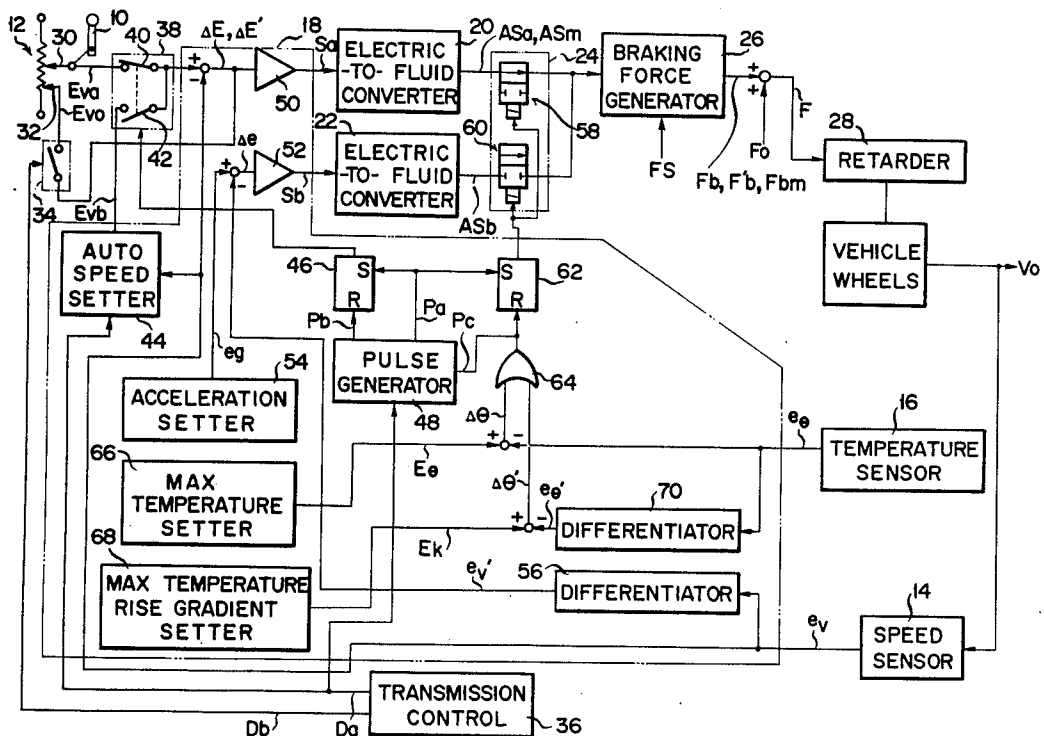 12
10
30
38
40
ΔE, ΔE'
18
Sa
20
ELECTRIC
-TO- FLUID
CONVERTER
ASa, ASm
24
26
BRAKING
FORCE
GENERATOR
Eva
Evo
32
42
50
58
60
F
+
-
+
+
Fo
28
RETARDER
FS
Fb, F'b, Fbm
34
Evb
Δe
+
-
52
Sb
22
ELECTRIC
-TO- FLUID
CONVERTER
ASb
VEHICLE
WHEELS
Vo
AUTO
SPEED
SETTER
44
46
S
R
S
R
62
Pb
Pa
Pc
eg
54
ACCELERATION
SETTER
PULSE
GENERATOR
48
64
Δθ
+
-
eθ
16
TEMPERATURE
SENSOR
66
MAX
TEMPERATURE
SETTER
Eθ
Δθ'
eθ'
+
-
70
DIFFERENTIATOR
Ek
68
MAX TEMPERATURE
RISE GRADIENT
SETTER
ev'
56
DIFFERENTIATOR
14
SPEED
SENSOR
ev
TRANSMISSION
CONTROL
36
Db
Da